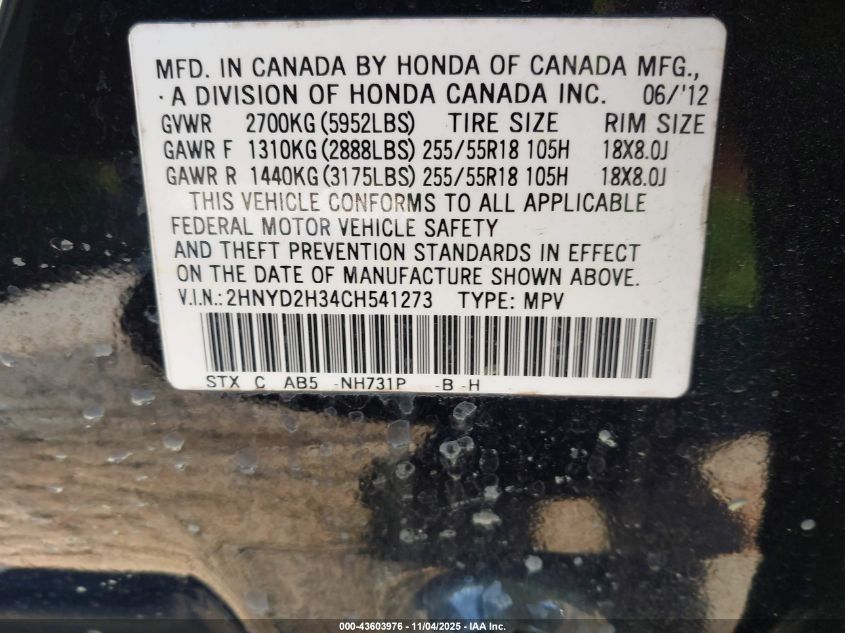 MFD. IN CANADA BY HONDA OF CANADA MFG.,
· A DIVISION OF HONDA CANADA INC. 06/'12
GVWR 2700KG (5952LBS) TIRE SIZE RIM SIZE
GAWR F 1310KG (2888LBS) 255/55R18 105H 18X8.0J
GAWR R 1440KG (3175LBS) 255/55R18 105H 18X8.0J
THIS VEHICLE CONFORMS TO ALL APPLICABLE
FEDERAL MOTOR VEHICLE SAFETY
AND THEFT PREVENTION STANDARDS IN EFFECT
ON THE DATE OF MANUFACTURE SHOWN ABOVE.
V.I.N.: 2HNYD2H34CH541273 TYPE: MPV
STX C AB5 -NH731P -B -H
000-43603976 - 11/04/2025 - IAA Inc.